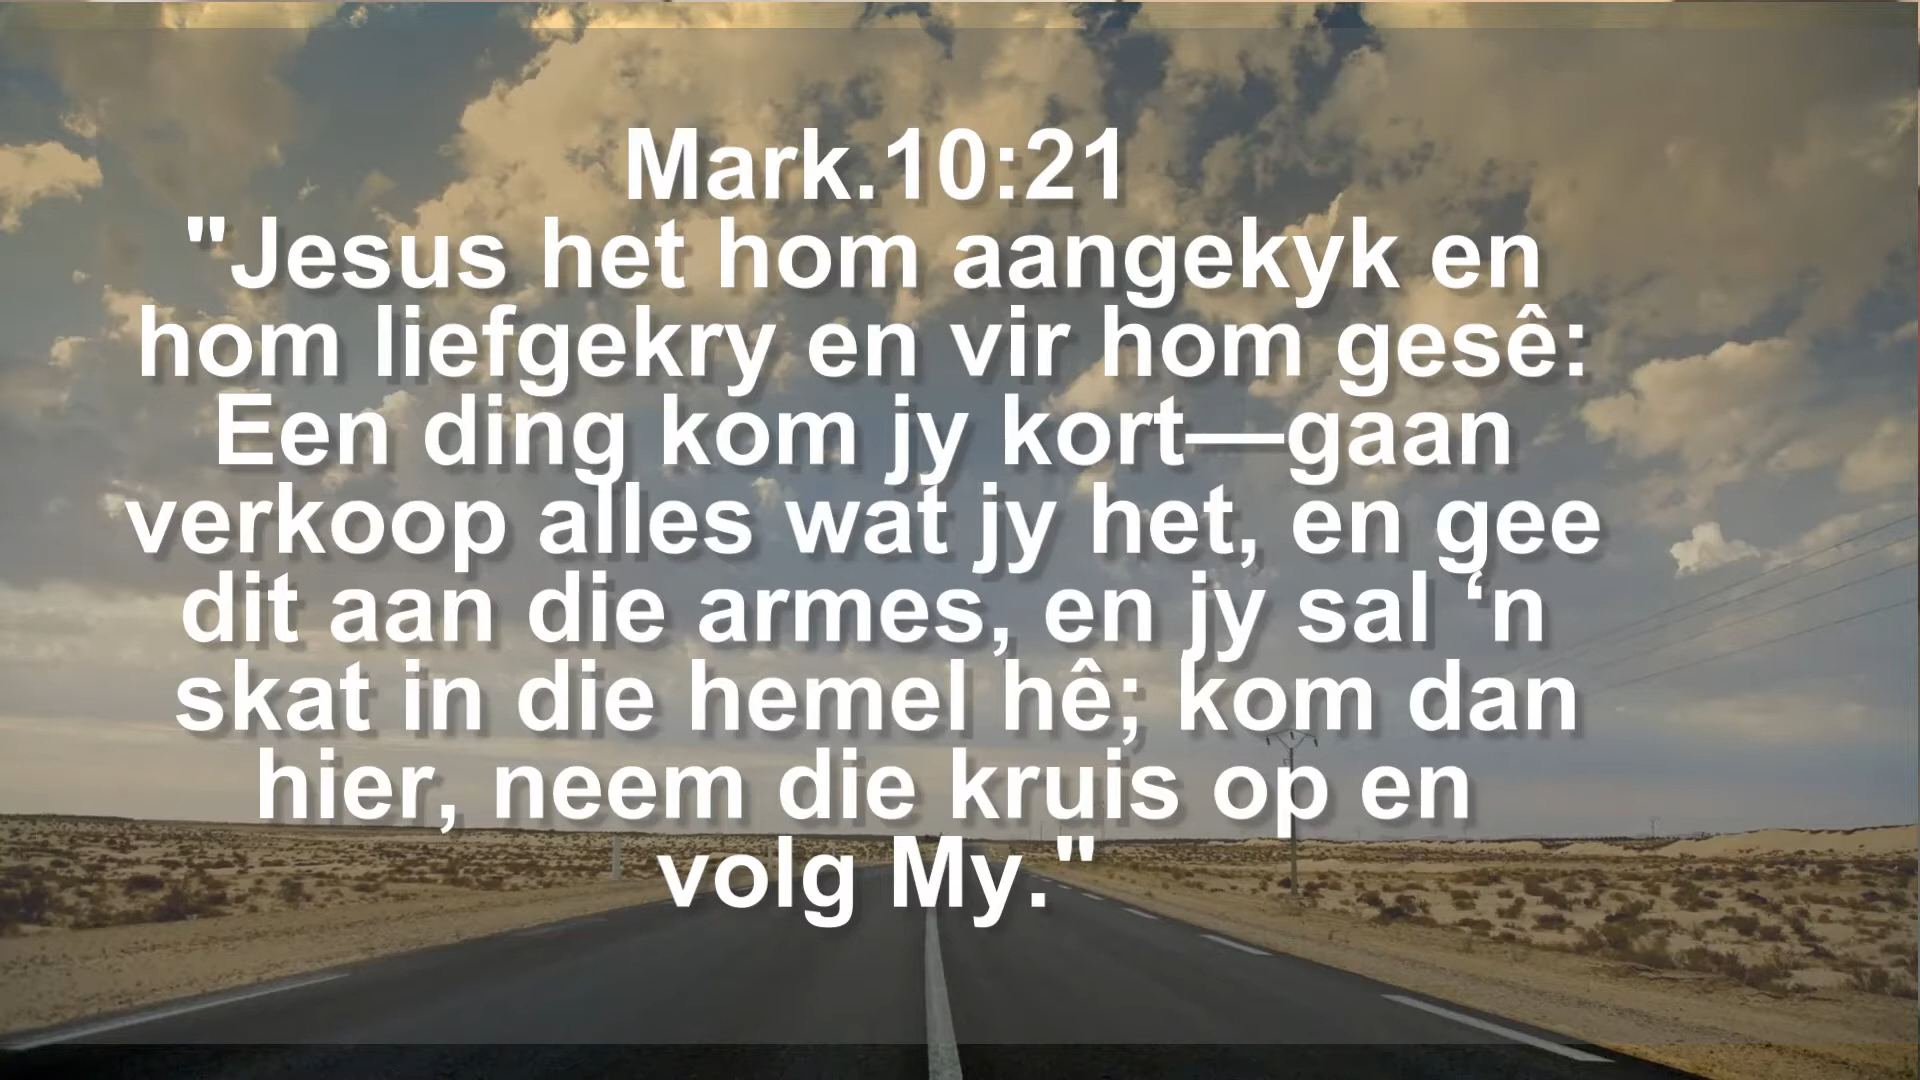 Mark.10:21
"Jesus het hom aangekyk en
hom liefgekry en vir hom gesê:
Een ding kom jy kort—gaan
verkoop alles wat jy het, en gee
dit aan die armes, en jy sal ‘n
skat in die hemel hê; kom dan
hier, neem die kruis op en
volg My."